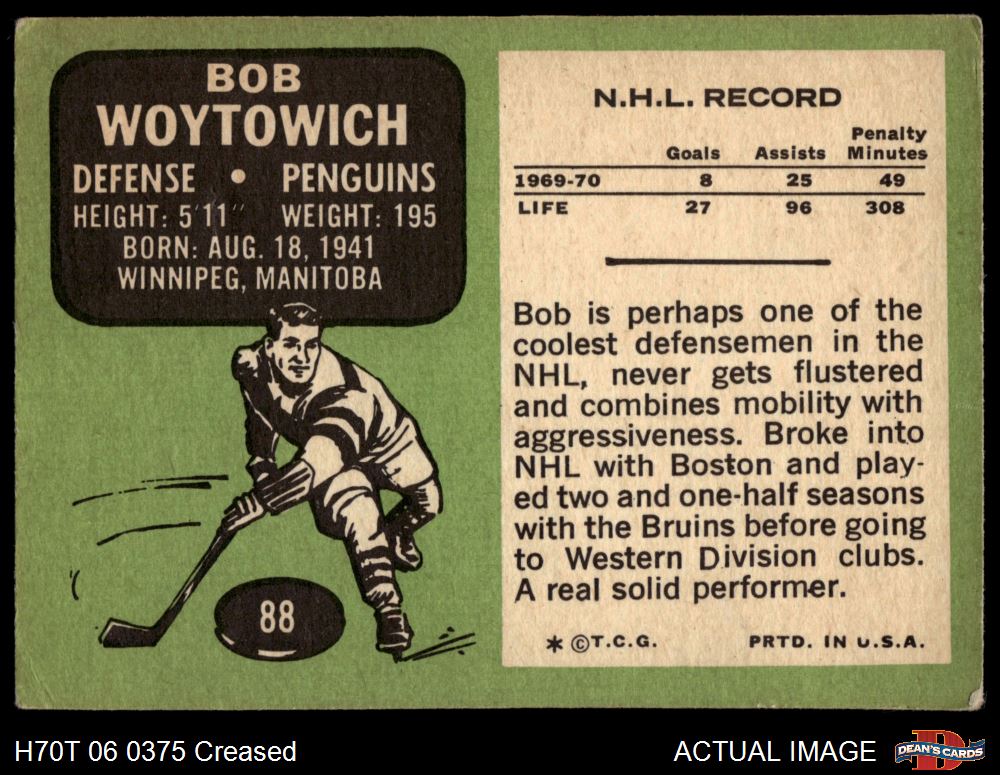 BOB
WOYTOWICH
DEFENSE • PENGUINS
HEIGHT: 5'11" WEIGHT: 195
BORN: AUG. 18, 1941
WINNIPEG, MANITOBA
88
N.H.L. RECORD
Goals Assists Penalty Minutes
1969-70 8 25 49
LIFE 27 96 308
Bob is perhaps one of the
coolest defensemen in the
NHL, never gets flustered
and combines mobility with
aggressiveness. Broke into
NHL with Boston and play-
ed two and one-half seasons
with the Bruins before going
to Western Division clubs.
A real solid performer.
* ©T.C.G. PRTD. IN U.S.A.
H70T 06 0375 Creased
ACTUAL IMAGE
D
DEAN'S CARDS